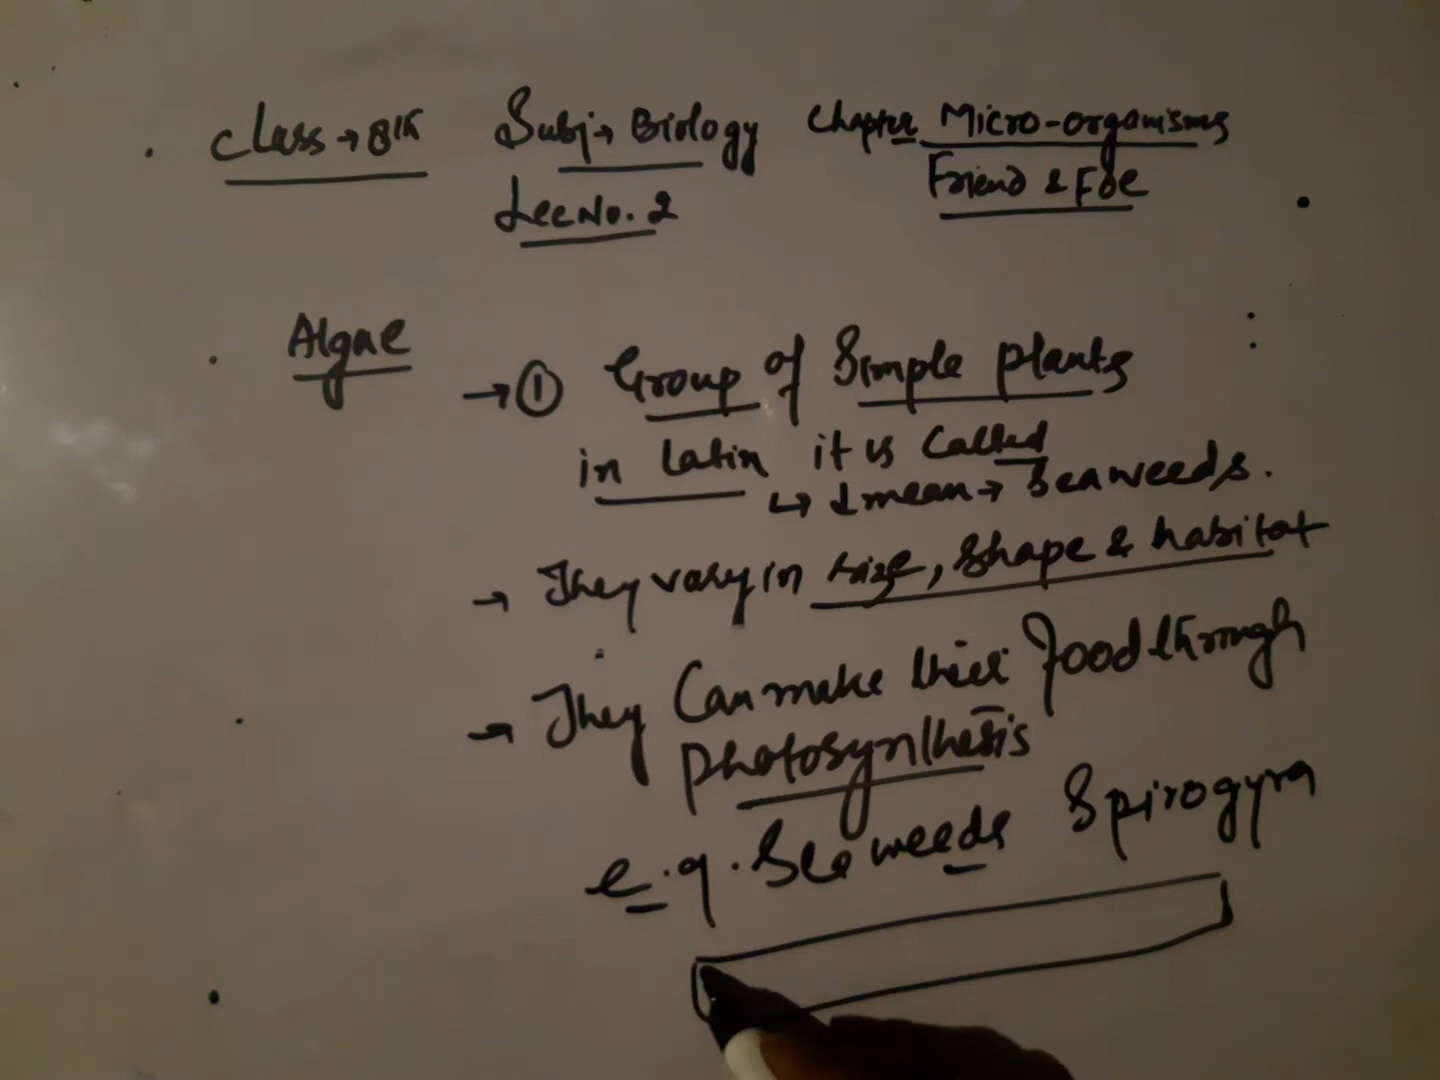 Class → 8th Subj → Biology Chapter Micro-organisms
Lec No. 2 Friend & Foe
Algae
→ ① Group of Simple plants
in Latin it is Called
↳ mean → Seaweeds.
→ They vary in size, shape & habitat
→ They Can make their Food through
photosynthesis
e.g. Seaweeds Spirogyra